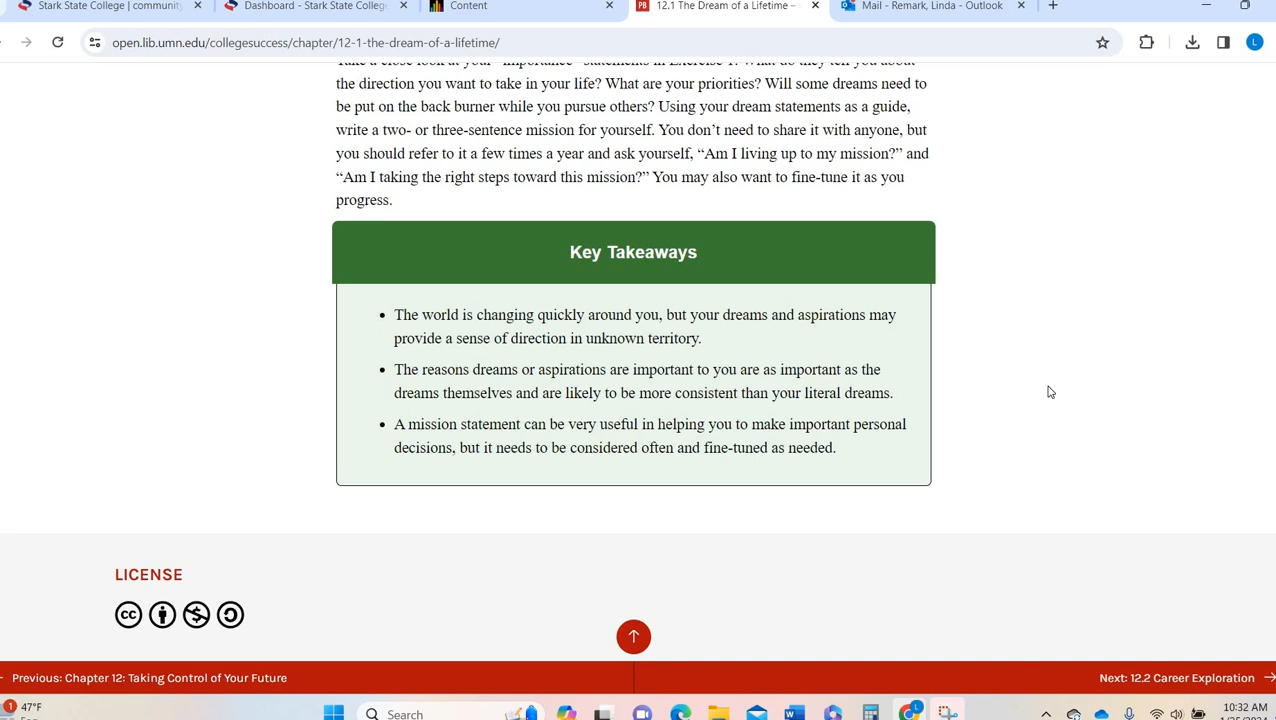 Stark State College | community
Dashboard - Stark State College
Content
PB 12.1 The Dream of a Lifetime –
Mail - Remark, Linda - Outlook
open.lib.umn.edu/collegesuccess/chapter/12-1-the-dream-of-a-lifetime/
L
Take a close look at your “importance” statements in Exercise 1. What do they tell you about
the direction you want to take in your life? What are your priorities? Will some dreams need to
be put on the back burner while you pursue others? Using your dream statements as a guide,
write a two- or three-sentence mission for yourself. You don’t need to share it with anyone, but
you should refer to it a few times a year and ask yourself, “Am I living up to my mission?” and
“Am I taking the right steps toward this mission?” You may also want to fine-tune it as you
progress.
Key Takeaways
• The world is changing quickly around you, but your dreams and aspirations may
provide a sense of direction in unknown territory.
• The reasons dreams or aspirations are important to you are as important as the
dreams themselves and are likely to be more consistent than your literal dreams.
• A mission statement can be very useful in helping you to make important personal
decisions, but it needs to be considered often and fine-tuned as needed.
LICENSE
cc
Previous: Chapter 12: Taking Control of Your Future
Next: 12.2 Career Exploration
1
47°F
Search
L
10:32 AM